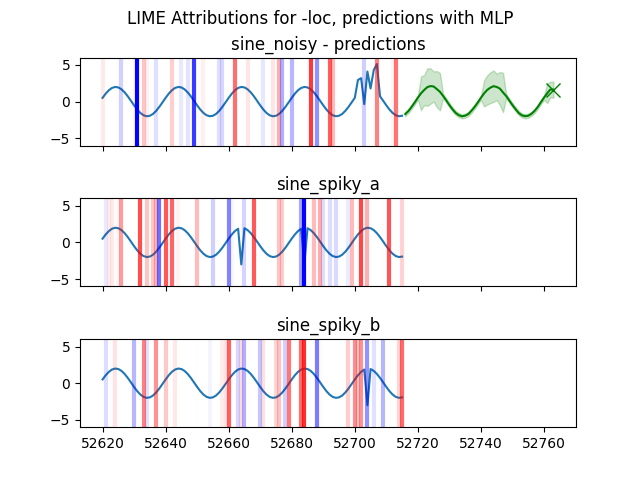 LIME Attributions for -loc, predictions with MLP
sine_noisy - predictions
5
0
−5
sine_spiky_a
5
0
−5
sine_spiky_b
5
0
−5
52620 52640 52660 52680 52700 52720 52740 52760